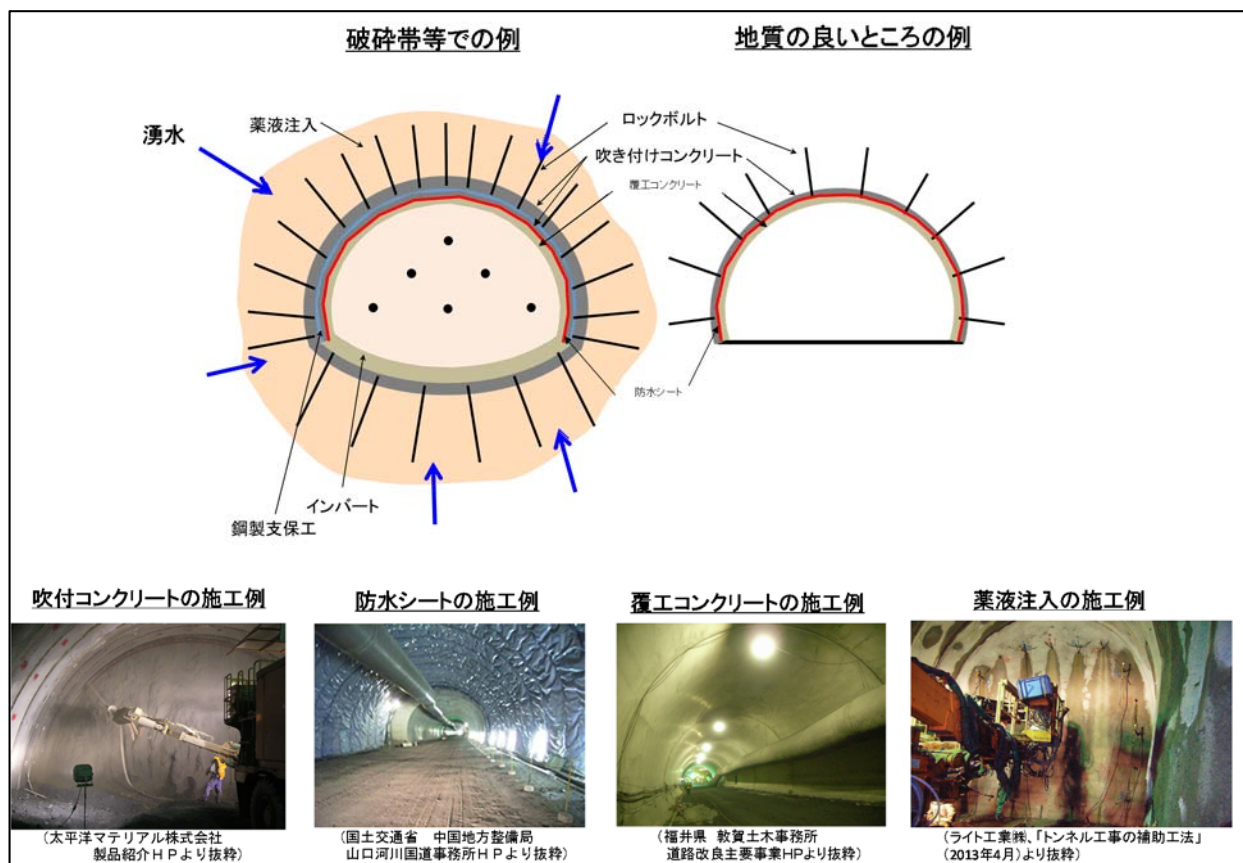 破砕帯等での例
地質の良いところの例
湧水
薬液注入
ロックボルト
吹き付けコンクリート
覆工コンクリート
防水シート
インバート
鋼製支保工
吹付コンクリートの施工例
防水シートの施工例
覆工コンクリートの施工例
薬液注入の施工例
(太平洋マテリアル株式会社
製品紹介HPより抜粋)
(国土交通省 中国地方整備局
山口河川国道事務所HPより抜粋)
(福井県 敦賀土木事務所
道路改良主要事業HPより抜粋)
(ライト工業㈱、「トンネル工事の補助工法」
(2013年4月)より抜粋)